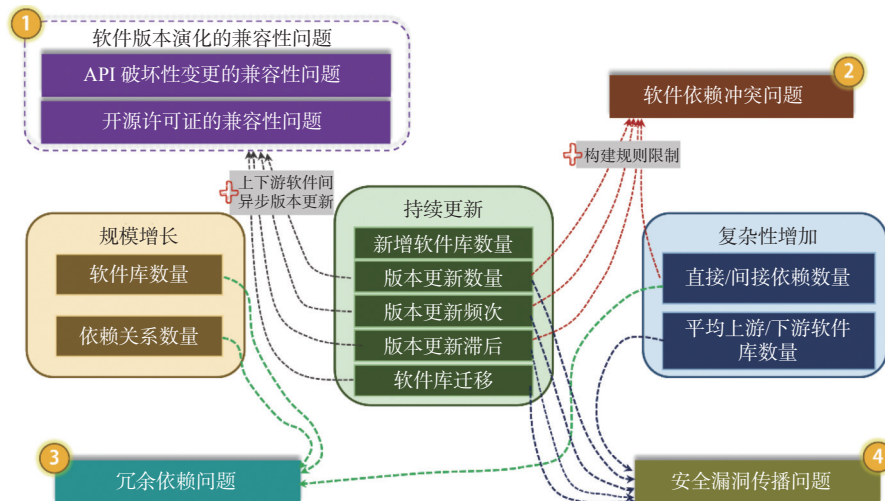 1
软件版本演化的兼容性问题
API 破坏性变更的兼容性问题
开源许可证的兼容性问题
2
软件依赖冲突问题
上下游软件间
异步版本更新
构建规则限制
规模增长
软件库数量
依赖关系数量
持续更新
新增软件库数量
版本更新数量
版本更新频次
版本更新滞后
软件库迁移
复杂性增加
直接/间接依赖数量
平均上游/下游软件
库数量
3
冗余依赖问题
4
安全漏洞传播问题